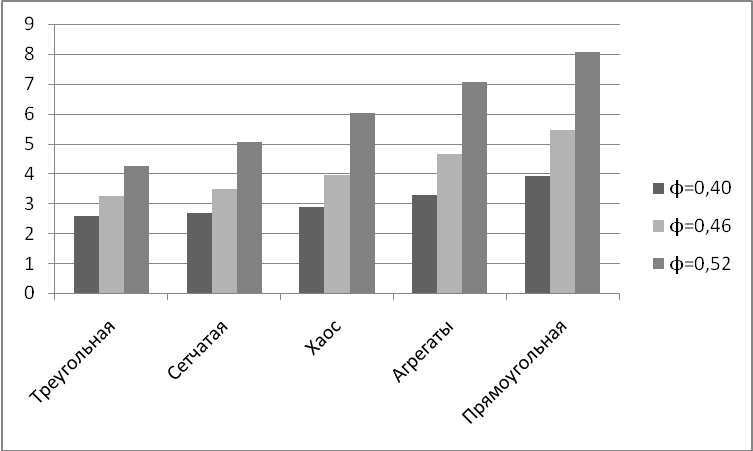 9
8
7
6
5
4
3
2
1
0
Треугольная
Сетчатая
Хаос
Агрегаты
Прямоугольная
ф=0,40
ф=0,46
ф=0,52